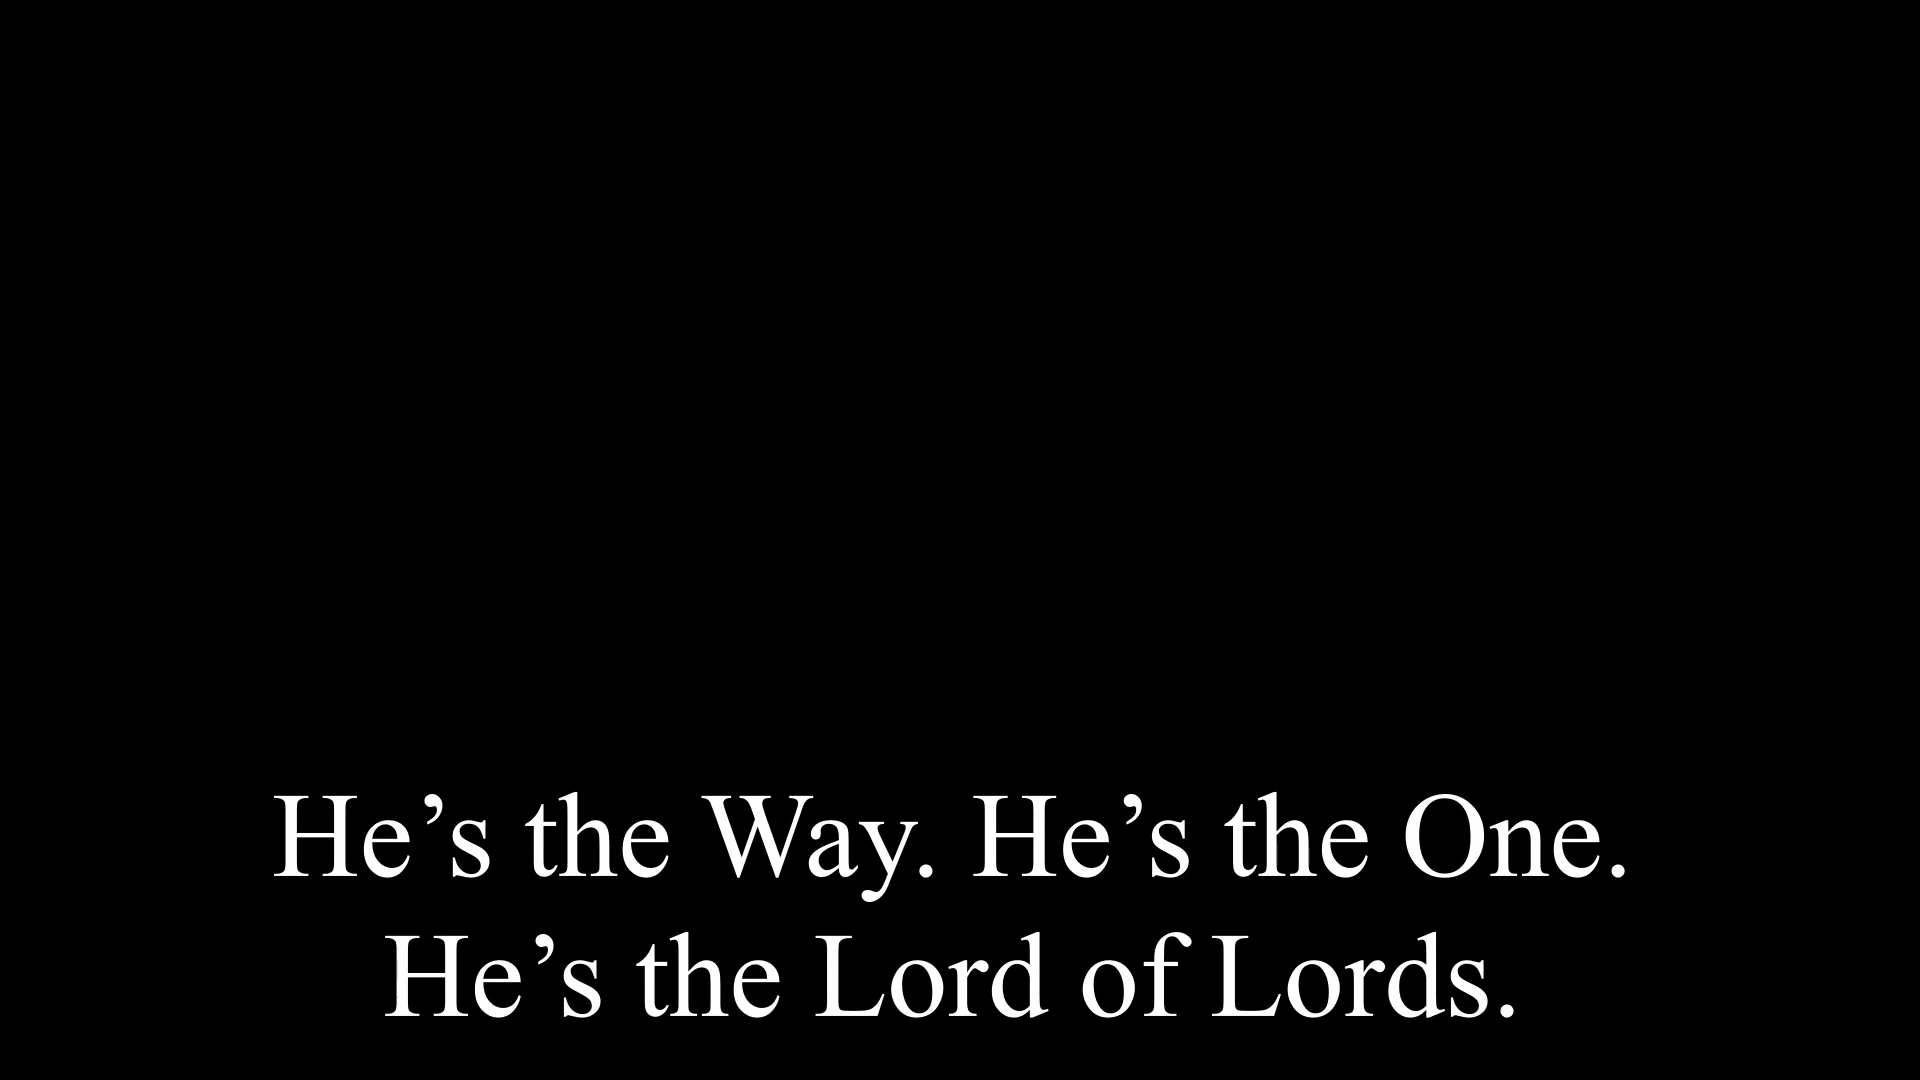 He’s the Way. He’s the One.
He’s the Lord of Lords.